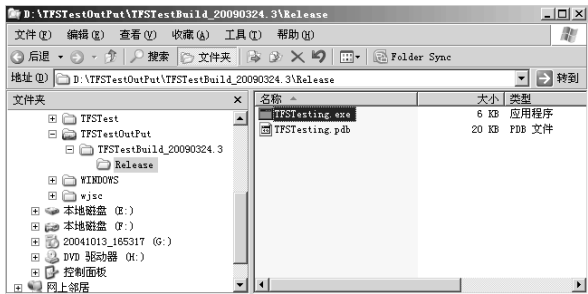 D:\TFSTestOutPut\TFSTestBuild_20090324.3\Release
文件(F) 编辑(E) 查看(V) 收藏(A) 工具(T) 帮助(H)
后退 搜索 文件夹 Folder Sync
地址(D) D:\TFSTestOutPut\TFSTestBuild_20090324.3\Release 转到
文件夹 × 名称 大小 类型
TFSTest TFSTesting.exe 6 KB 应用程序
TFSTestOutPut TFSTesting.pdb 20 KB PDB 文件
TFSTestBuild_20090324.3
Release
WINDOWS
wjsc
本地磁盘 (E:)
本地磁盘 (F:)
20041013_165317 (G:)
DVD 驱动器 (H:)
控制面板
网上邻居